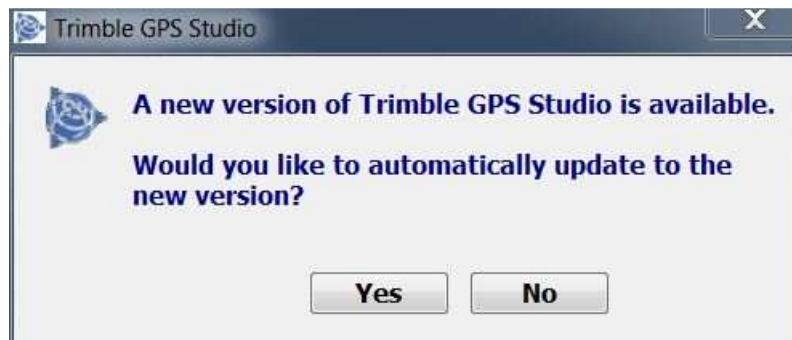 Trimble GPS Studio
X
A new version of Trimble GPS Studio is available.
Would you like to automatically update to the
new version?
Yes No